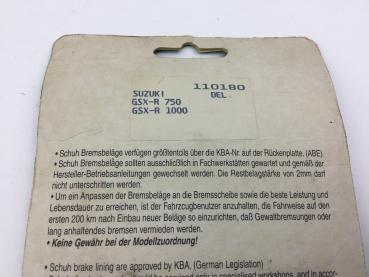 110180
SUZUKI DEL.
GSX-R 750
GSX-R 1000
• Schuh Bremsbeläge verfügen größtenteils über die KBA-Nr. auf der Rückenplatte. (ABE)
• Schuh Bremsbeläge sollten ausschließlich in Fachwerkstätten gewartet und gemäß der
Hersteller-Betriebsanleitungen gewechselt werden. Die Restbelagstärke von 2mm darf
nicht unterschritten werden.
• Um ein Anpassen der Bremsbeläge an die Bremsscheibe sowie die beste Leistung und
Lebensdauer zu erreichen, ist der Fahrzeugbenutzer anzuhalten, die Fahrweise auf den
ersten 200 km nach Einbau neuer Beläge so einzurichten, daß Gewaltbremsungen oder
lang anhaltendes bremsen vermieden werden.
• Keine Gewähr bei der Modellzuordnung!
• Schuh brake lining are approved by KBA. (German Legislation)